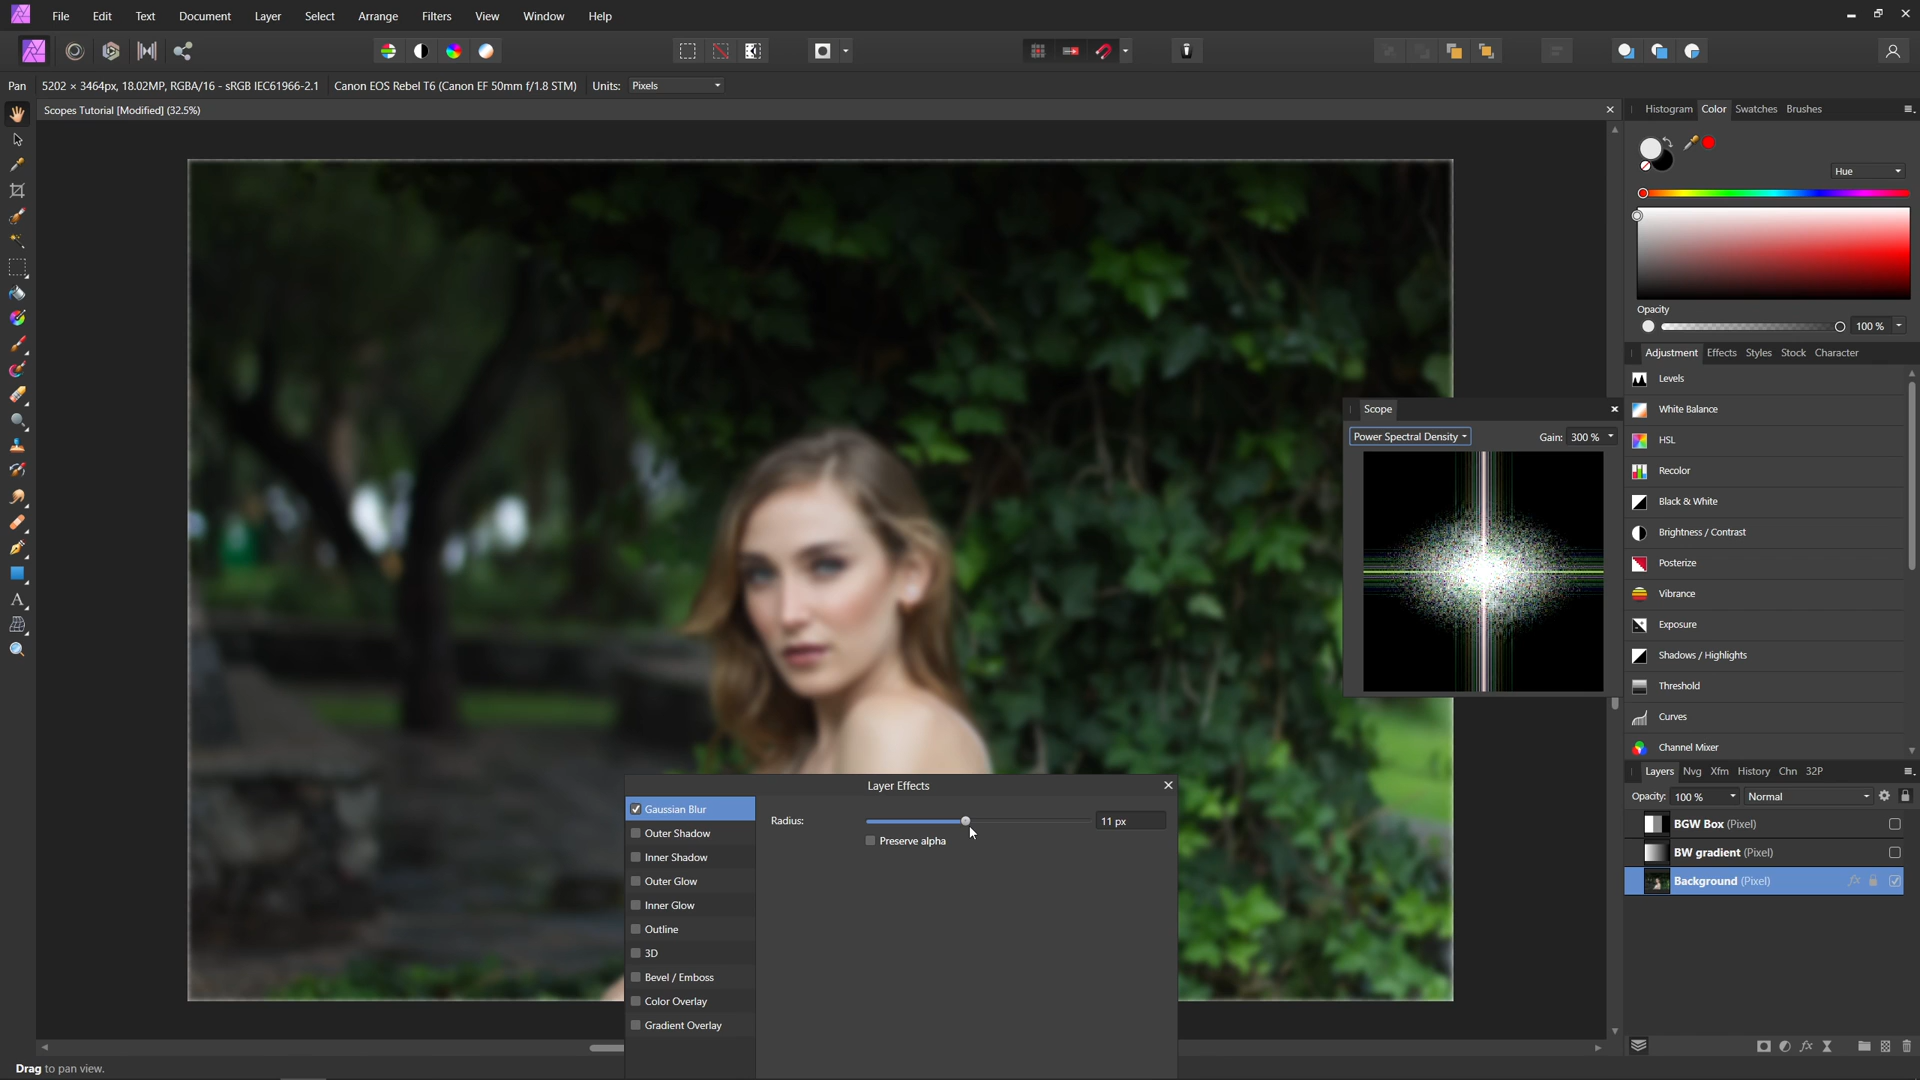 File Edit Text Document Layer Select Arrange Filters View Window Help
Pan 5202 × 3464px, 18.02MP, RGBA/16 - sRGB IEC61966-2.1 Canon EOS Rebel T6 (Canon EF 50mm f/1.8 STM) Units: Pixels
Scopes Tutorial [Modified] (32.5%)
Histogram Color Swatches Brushes
Hue
Opacity
100 %
Adjustment Effects Styles Stock Character
Levels
White Balance
HSL
Recolor
Black & White
Brightness / Contrast
Posterize
Vibrance
Exposure
Shadows / Highlights
Threshold
Curves
Channel Mixer
Scope
Power Spectral Density Gain: 300 %
Layers Nvg Xfm History Chn 32P
Opacity: 100 % Normal
BGW Box (Pixel)
BW gradient (Pixel)
Background (Pixel) fx
Layer Effects
Gaussian Blur
Outer Shadow
Inner Shadow
Outer Glow
Inner Glow
Outline
3D
Bevel / Emboss
Color Overlay
Gradient Overlay
Radius: 11 px
Preserve alpha
fx
Drag to pan view.